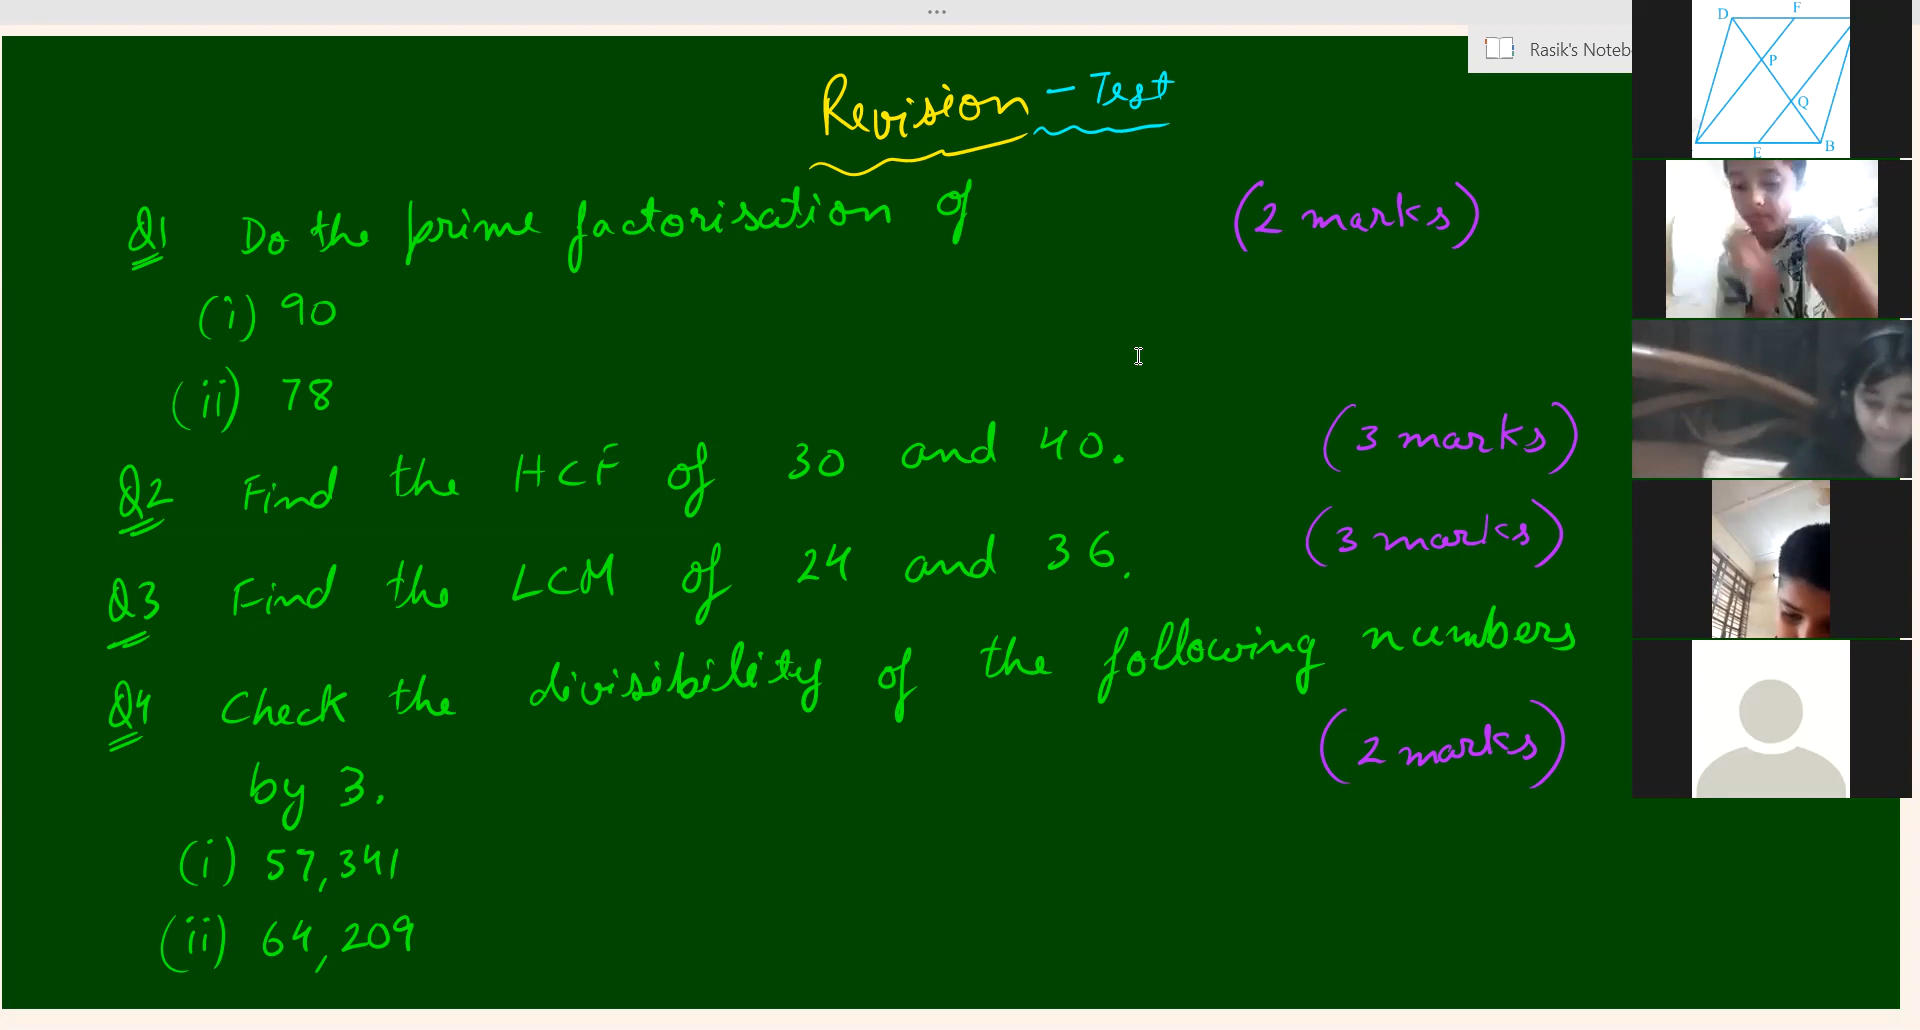 ...
Rasik's Noteb
Revision - Test
Q1 Do the prime factorisation of (2 marks)
(i) 90
(ii) 78
Q2 Find the HCF of 30 and 40. (3 marks)
Q3 Find the LCM of 24 and 36. (3 marks)
Q4 Check the divisibility of the following numbers
by 3. (2 marks)
(i) 57,341
(ii) 64,209
D F
P
Q
E B